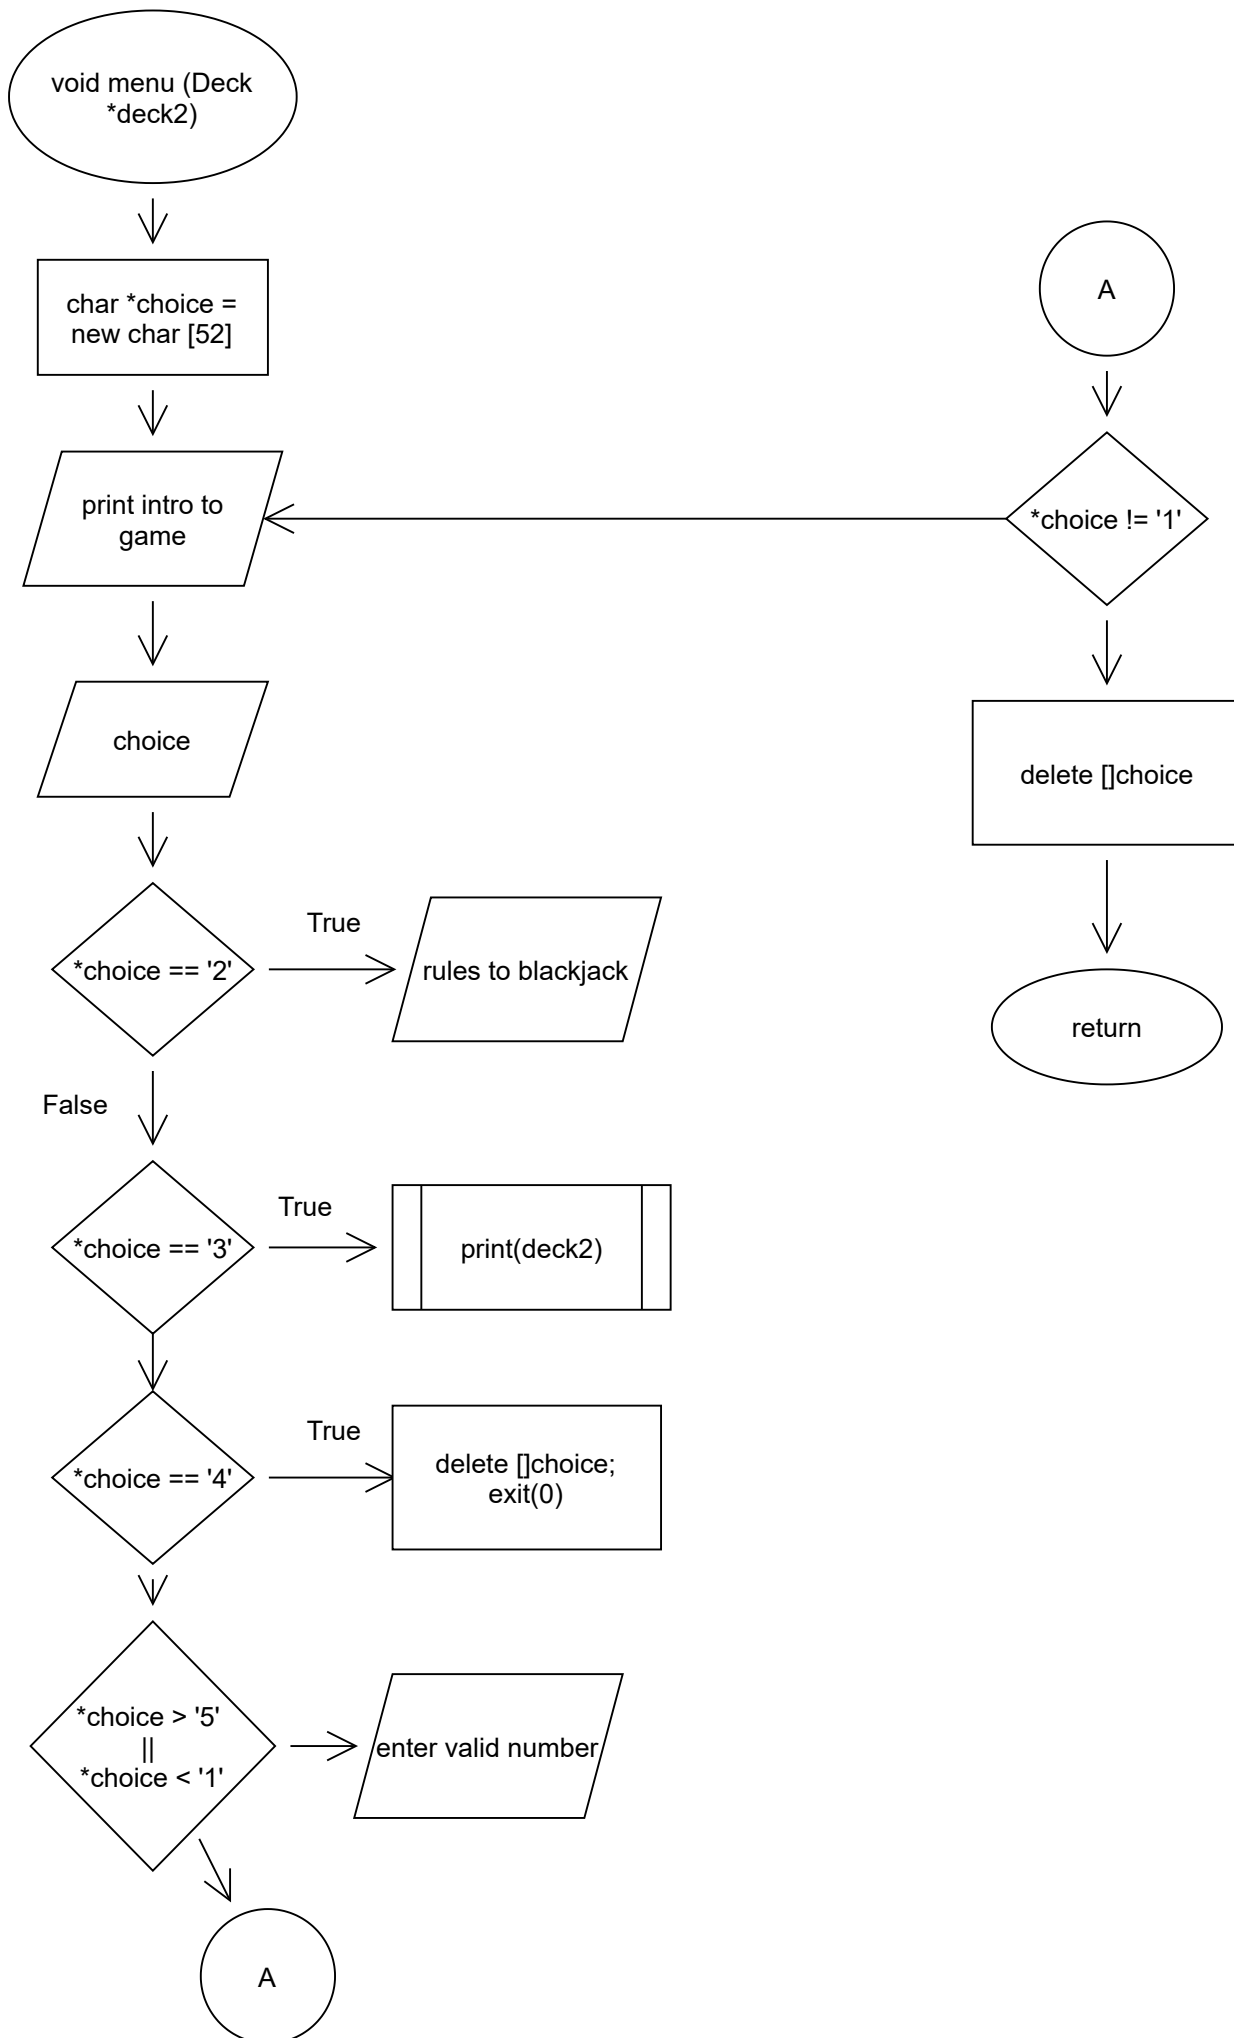 void menu (Deck
*deck2)
char *choice =
new char [52]
print intro to
game
choice
*choice == '2'
True
rules to blackjack
False
*choice == '3'
True
print(deck2)
*choice == '4'
True
delete []choice;
exit(0)
*choice > '5'
||
*choice < '1'
enter valid number
A
A
*choice != '1'
delete []choice
return